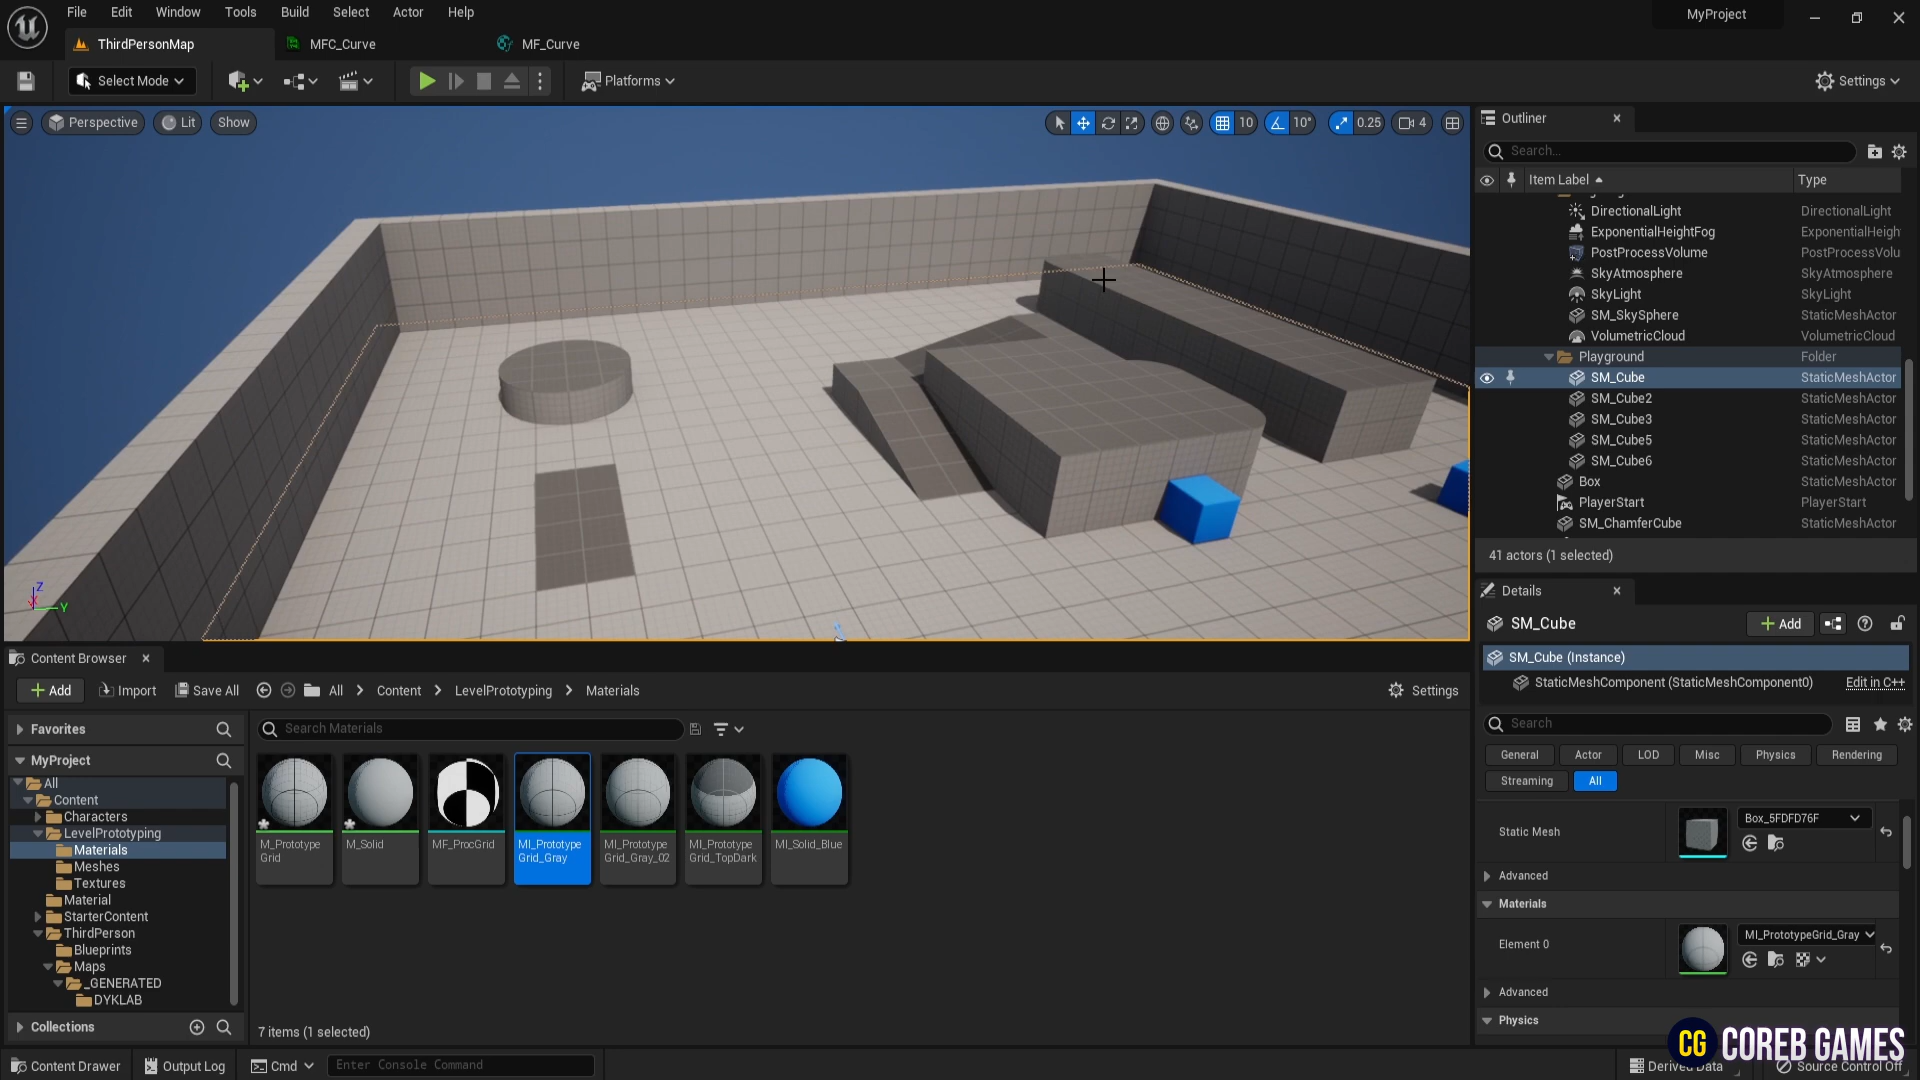 File Edit Window Tools Build Select Actor Help
MyProject
ThirdPersonMap
MFC_Curve
MF_Curve
Select Mode
Platforms
Settings
Perspective
Lit
Show
10
10°
0.25
4
Z
X
Y
Outliner
Search...
Item Label Type
DirectionalLight DirectionalLight
ExponentialHeightFog ExponentialHeigh
PostProcessVolume PostProcessVolu
SkyAtmosphere SkyAtmosphere
SkyLight SkyLight
SM_SkySphere StaticMeshActor
VolumetricCloud VolumetricCloud
Playground Folder
SM_Cube StaticMeshActor
SM_Cube2 StaticMeshActor
SM_Cube3 StaticMeshActor
SM_Cube5 StaticMeshActor
SM_Cube6 StaticMeshActor
Box StaticMeshActor
PlayerStart PlayerStart
SM_ChamferCube StaticMeshActor
41 actors (1 selected)
Details
SM_Cube
Add
SM_Cube (Instance)
StaticMeshComponent (StaticMeshComponent0) Edit in C++
Search
General Actor LOD Misc Physics Rendering
Streaming All
Static Mesh
Box_5FDFD76F
Advanced
Materials
Element 0
MI_PrototypeGrid_Gray
Advanced
Physics
Content Browser
Add Import Save All All Content LevelPrototyping Materials Settings
Favorites
MyProject
All
Content
Characters
LevelPrototyping
Materials
Meshes
Textures
Material
StarterContent
ThirdPerson
Blueprints
Maps
_GENERATED
DYKLAB
Collections
Search Materials
M_Prototype
Grid
M_Solid
MF_ProcGrid
MI_Prototype
Grid_Gray
MI_Prototype
Grid_Gray_02
MI_Prototype
Grid_TopDark
MI_Solid_Blue
7 items (1 selected)
Content Drawer Output Log Cmd Enter Console Command
Derived Data Source Control Off
CG COREB GAMES